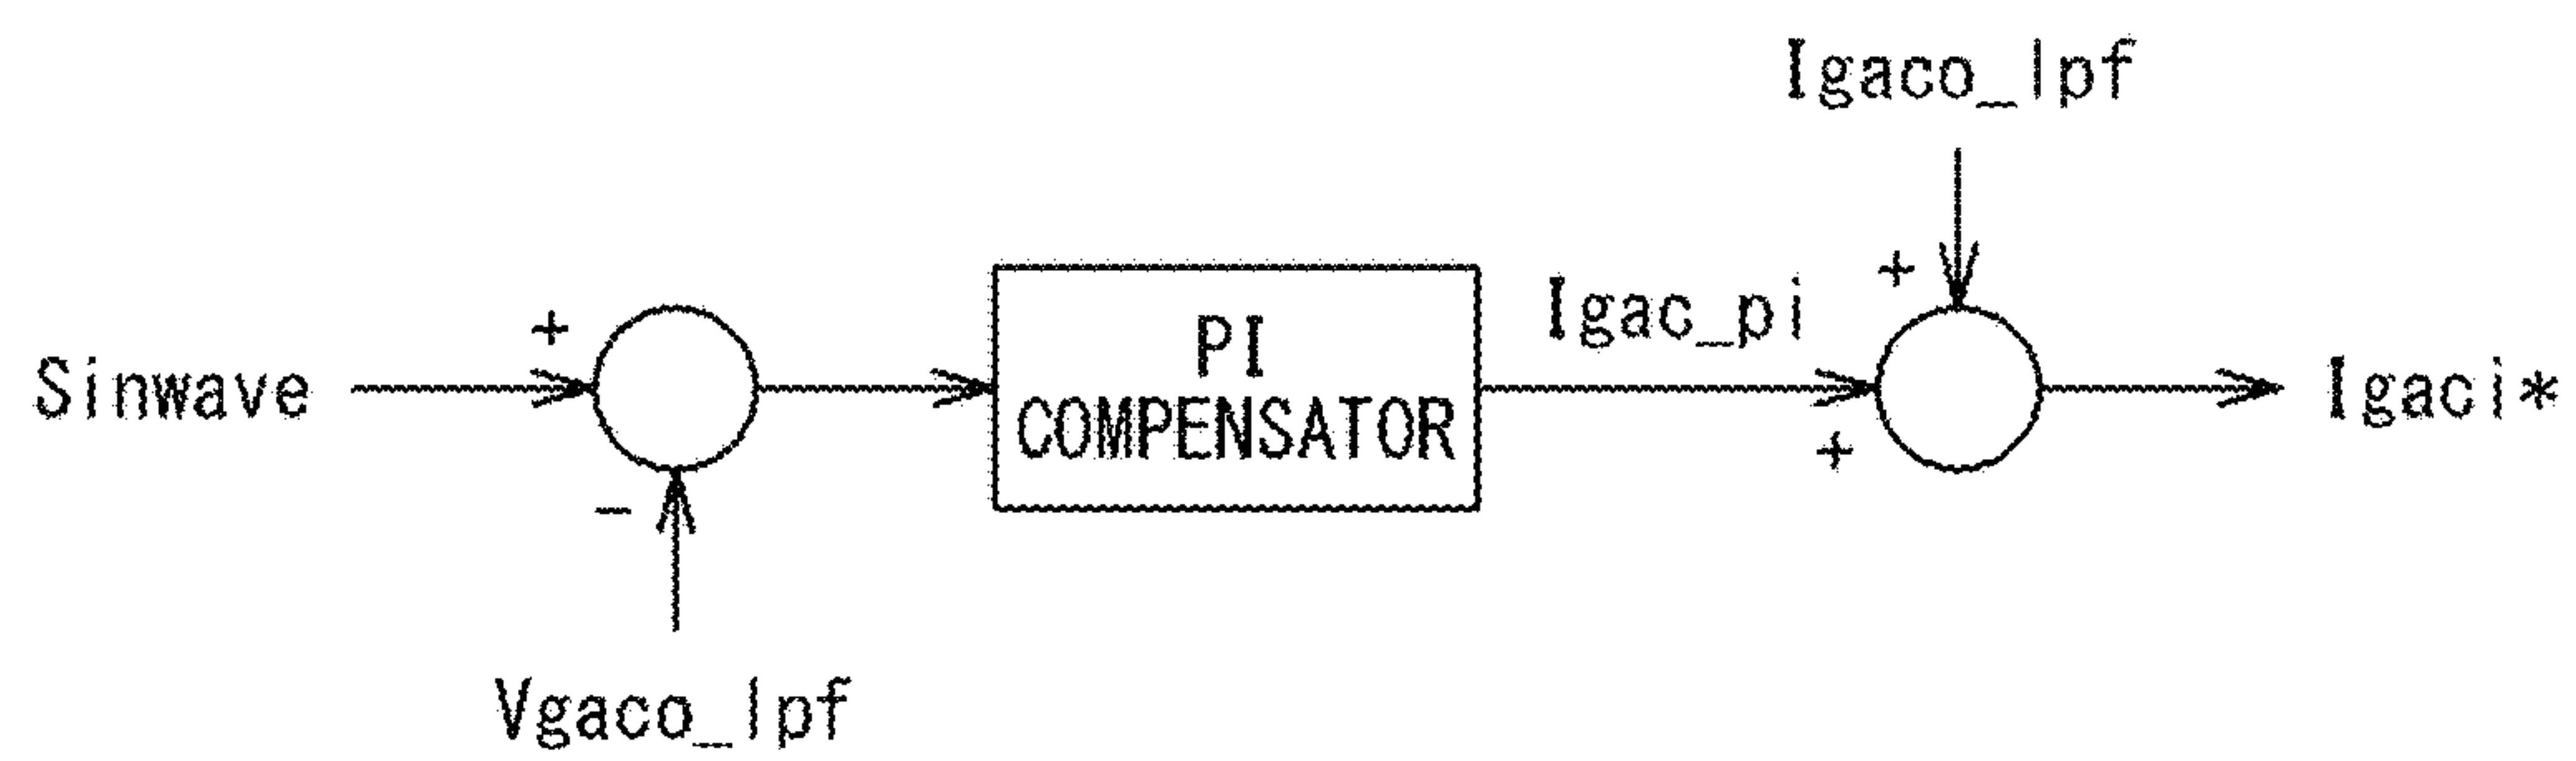 Igaco_lpf
+
Igac_pi
+
PI
COMPENSATOR
Sinwave
Igaci*
+
-
Vgaco_lpf